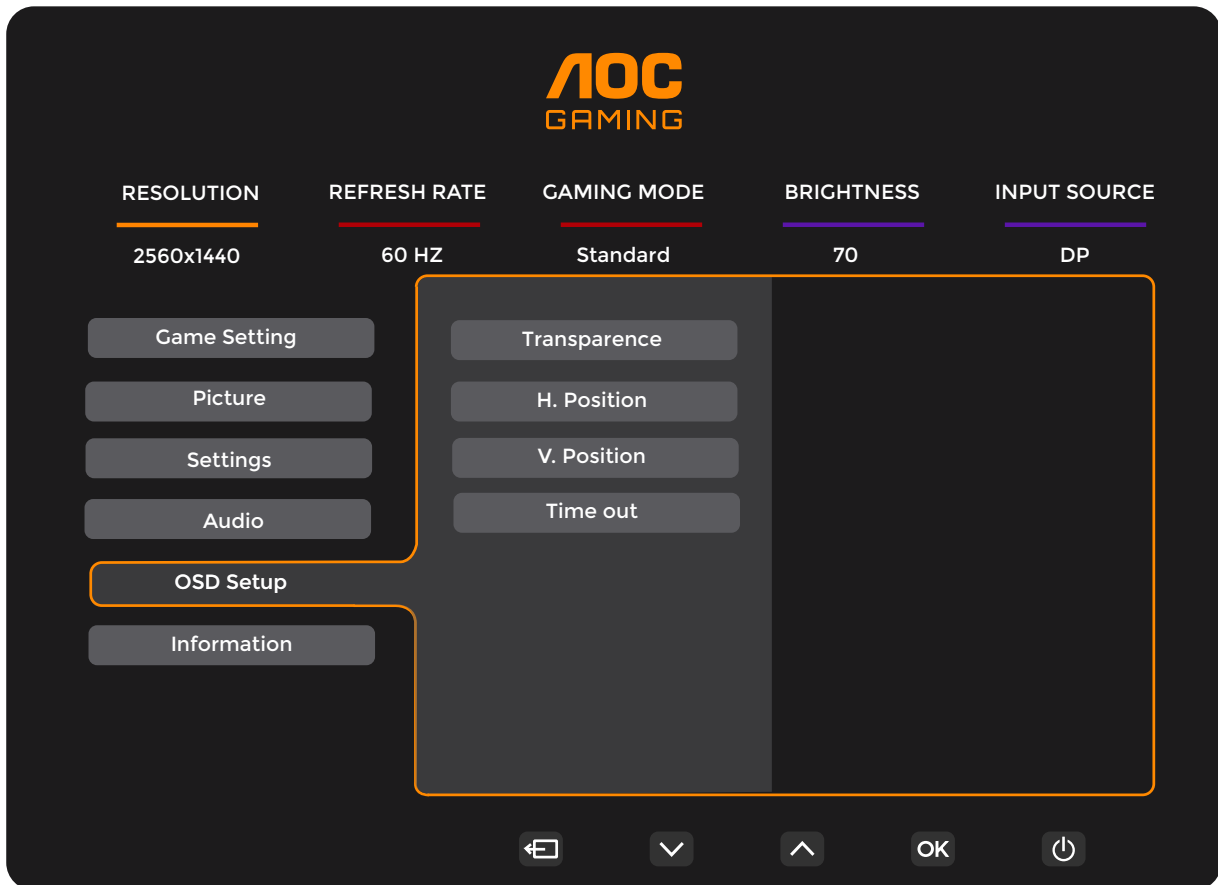 AOC
GAMING
RESOLUTION
REFRESH RATE
GAMING MODE
BRIGHTNESS
INPUT SOURCE
2560x1440
60 HZ
Standard
70
DP
Game Setting
Picture
Settings
Audio
OSD Setup
Information
Transparence
H. Position
V. Position
Time out
OK